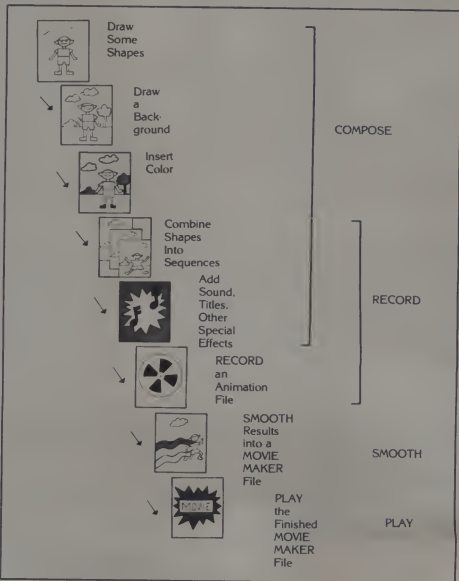 Draw
Some
Shapes
Draw
a
Back-
ground
COMPOSE
Insert
Color
Combine
Shapes
Into
Sequences
Add
Sound,
Titles,
Other
Special
Effects
RECORD
RECORD
an
Animation
File
SMOOTH
Results
into a
MOVIE
MAKER
File
SMOOTH
MOVIE
PLAY
the
Finished
MOVIE
MAKER
File
PLAY